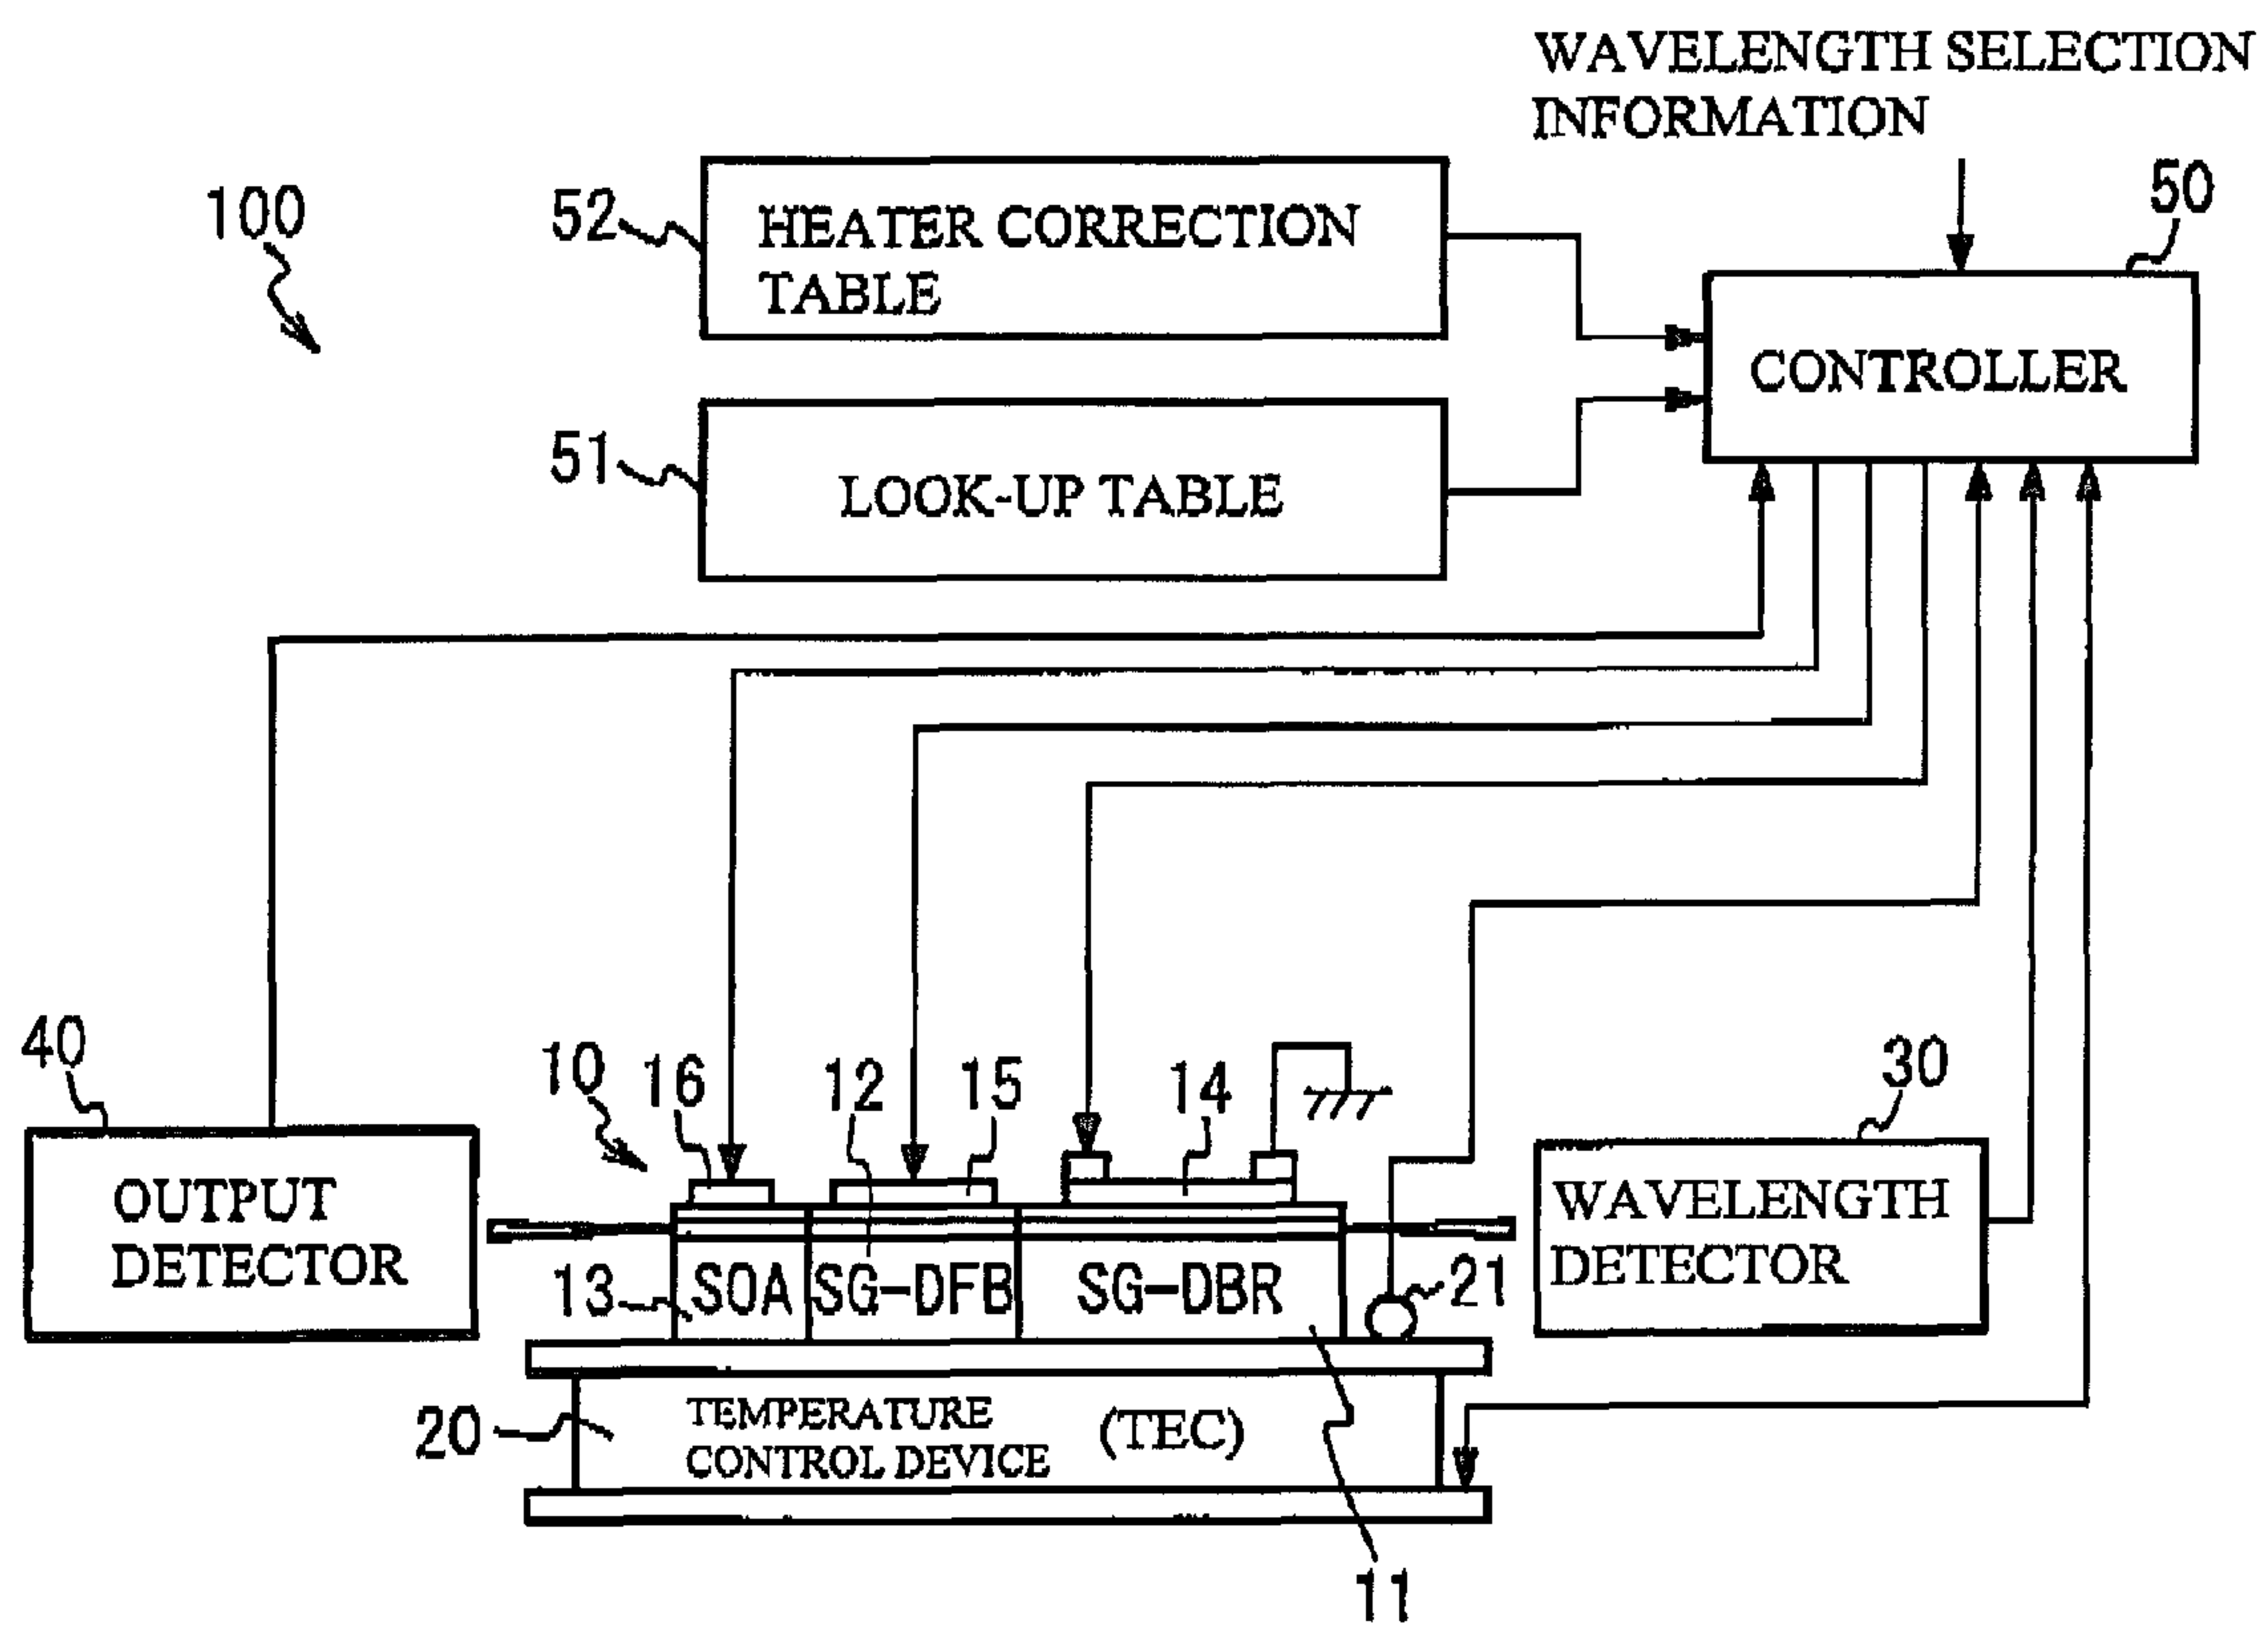 WAVELENGTH SELECTION
INFORMATION
100
52
HEATER CORRECTION
TABLE
50
CONTROLLER
51
LOOK-UP TABLE
40
OUTPUT
DETECTOR
10
16
12
15
14
30
WAVELENGTH
DETECTOR
13
SOA
SG-DFB
SG-DBR
21
20
TEMPERATURE
CONTROL DEVICE
(TEC)
11